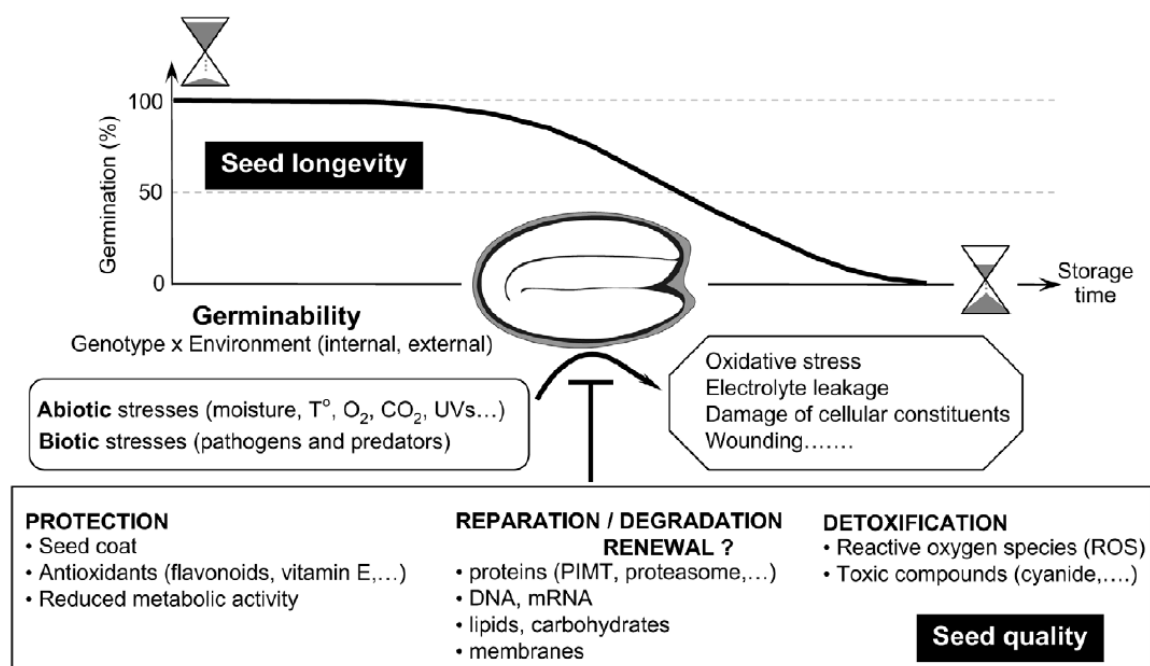 100
Seed longevity
Germination (%)
50
0
Storage
time
Germinability
Genotype x Environment (internal, external)
Abiotic stresses (moisture, T°, O₂, CO₂, UVs…)
Biotic stresses (pathogens and predators)
Oxidative stress
Electrolyte leakage
Damage of cellular constituents
Wounding…….
PROTECTION
• Seed coat
• Antioxidants (flavonoids, vitamin E,…)
• Reduced metabolic activity
REPARATION / DEGRADATION
RENEWAL ?
• proteins (PIMT, proteasome,…)
• DNA, mRNA
• lipids, carbohydrates
• membranes
DETOXIFICATION
• Reactive oxygen species (ROS)
• Toxic compounds (cyanide,….)
Seed quality